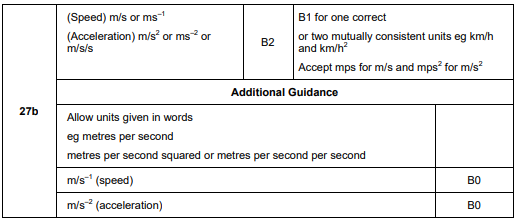 (Speed) m/s or ms⁻¹
(Acceleration) m/s² or ms⁻² or
m/s/s
B2
B1 for one correct
or two mutually consistent units eg km/h
and km/h²
Accept mps for m/s and mps² for m/s²
27b
Additional Guidance
Allow units given in words
eg metres per second
metres per second squared or metres per second per second
m/s⁻¹ (speed) B0
m/s⁻² (acceleration) B0